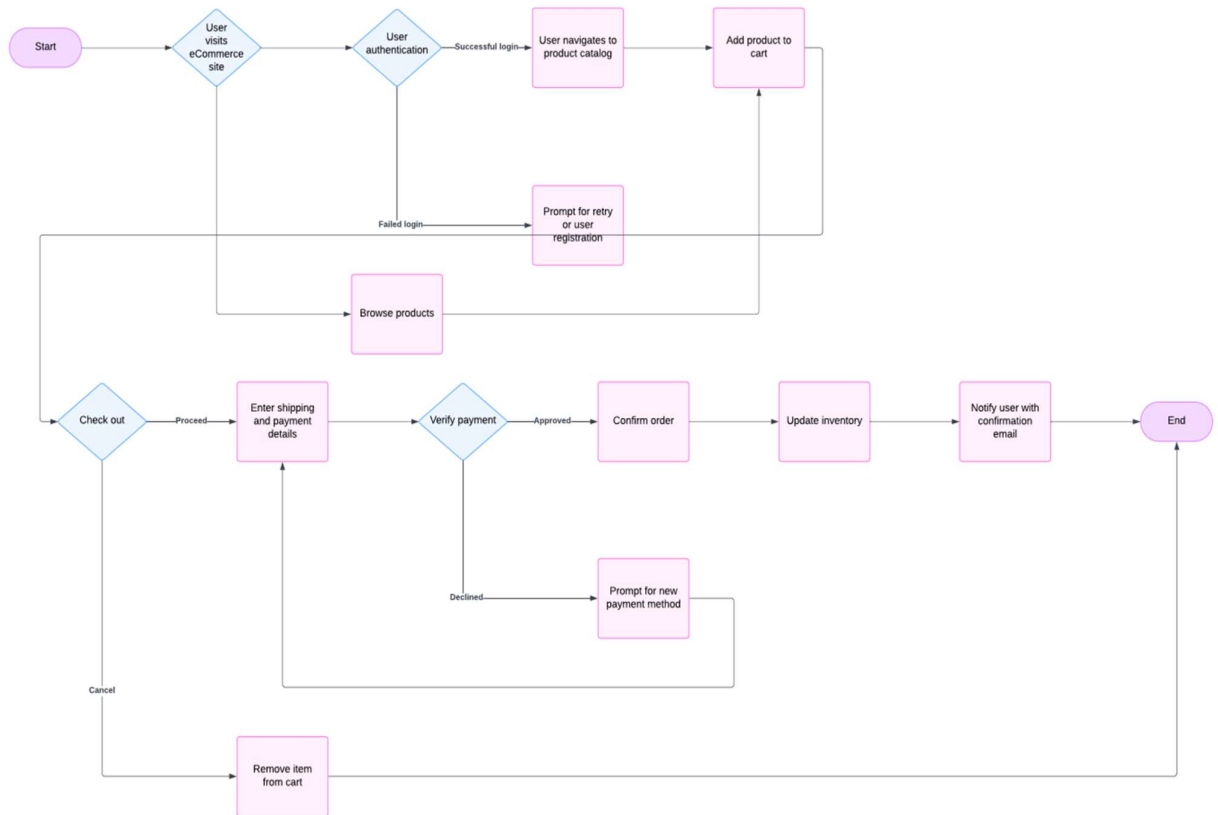 Start
User
visits
eCommerce
site
User
authentication
Successful login
User navigates to
product catalog
Add product to
cart
Failed login
Prompt for retry
or user
registration
Browse products
Check out
Proceed
Enter shipping
and payment
details
Verify payment
Approved
Confirm order
Update inventory
Notify user with
confirmation
email
End
Declined
Prompt for new
payment method
Cancel
Remove item
from cart